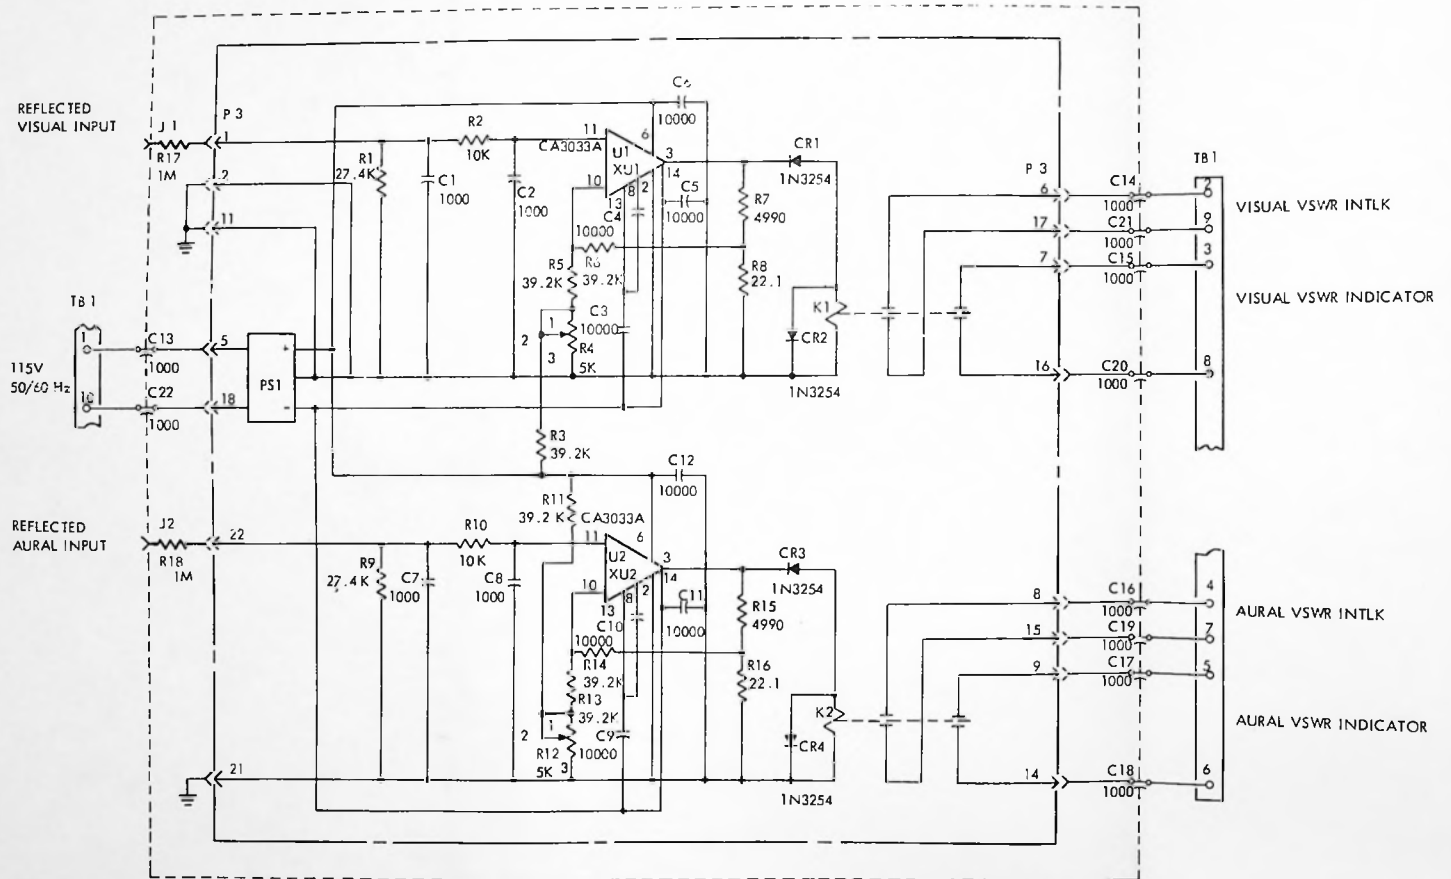 REFLECTED
VISUAL INPUT
J 1
R17
1M
P 3
1
2
11
R1
27.4K
C1
1000
R2
10K
C2
1000
11
CA3033A
U1
XU1
6
3
14
10
13
8
2
C4
10000
C5
10000
C6
10000
R5
39.2K
R6
39.2K
C3
10000
1
2
3
R4
5K
R7
4990
R8
22.1
CR1
1N3254
K1
CR2
1N3254
P 3
6
17
7
16
C14
1000
C21
1000
C15
1000
C20
1000
TB 1
2
9
3
8
VISUAL VSWR INTLK
VISUAL VSWR INDICATOR
TB 1
1
10
115V
50/60 Hz
C13
1000
C22
1000
5
18
PS1
+
-
R3
39.2K
R11
39.2 K
C12
10000
REFLECTED
AURAL INPUT
J2
R18
1M
22
R9
27.4K
C7
1000
R10
10K
C8
1000
11
CA3033A
U2
XU2
6
3
14
10
13
8
2
C10
10000
C11
10000
R14
39.2K
R13
39.2K
C9
10000
1
2
3
R12
5K
R15
4990
R16
22.1
CR3
1N3254
K2
CR4
1N3254
21
8
15
9
14
C16
1000
C19
1000
C17
1000
C18
1000
4
7
5
6
AURAL VSWR INTLK
AURAL VSWR INDICATOR